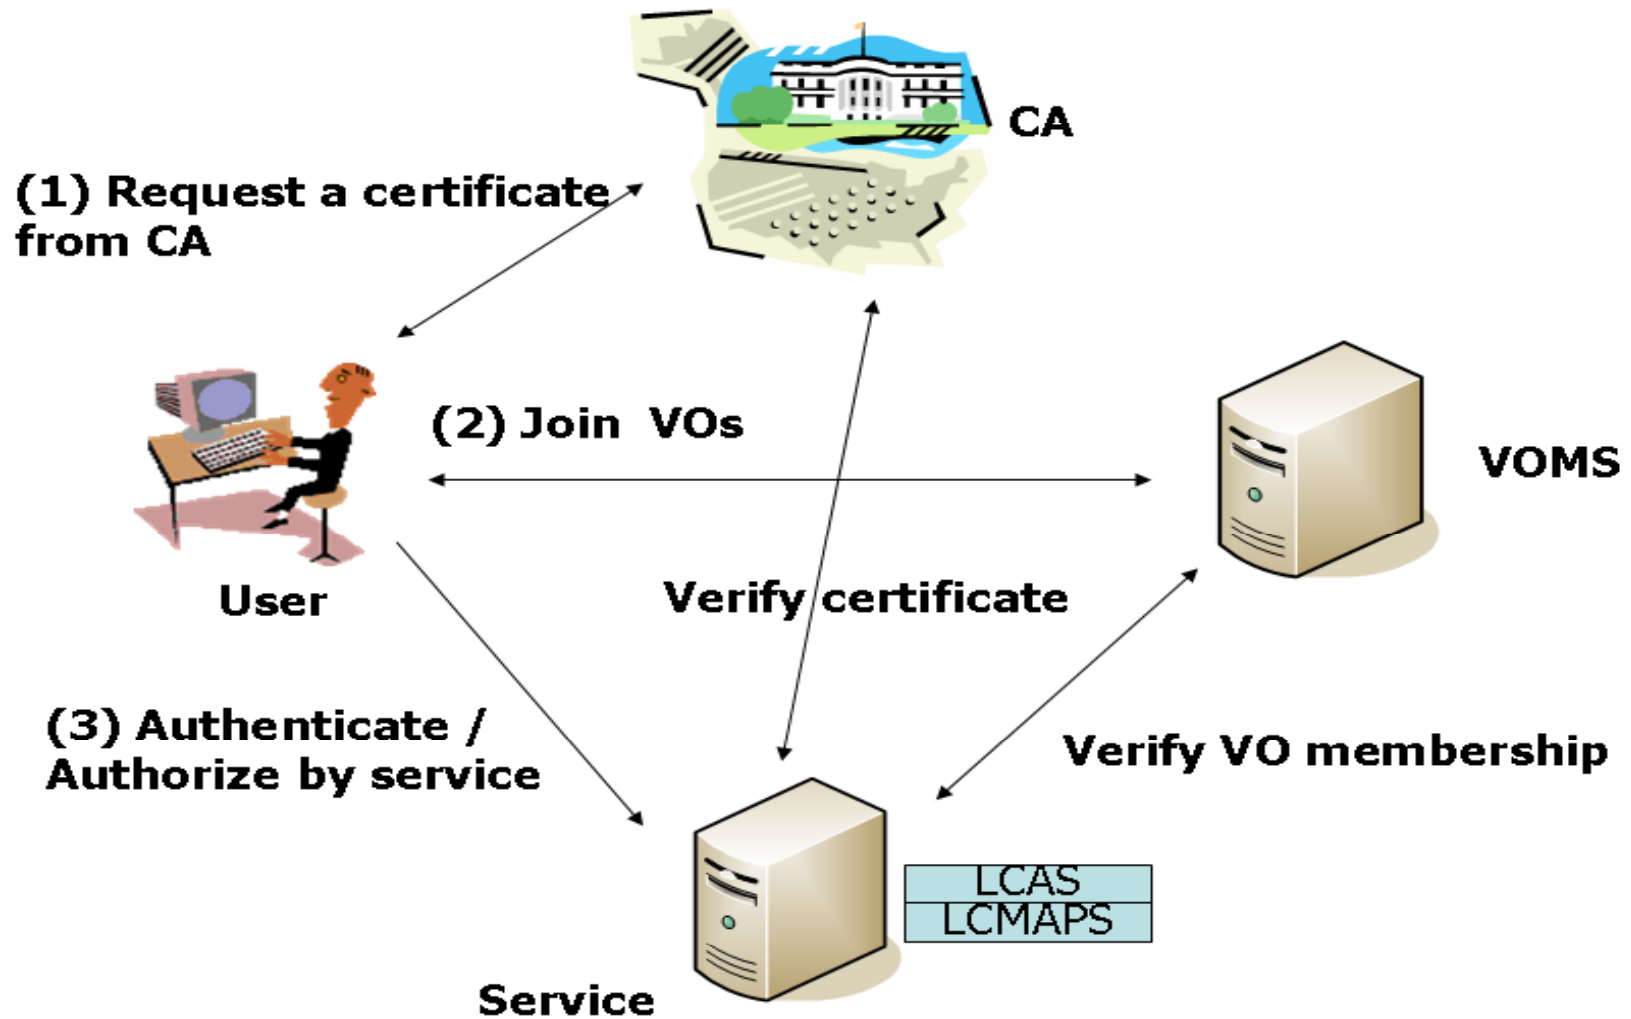 CA
(1) Request a certificate
from CA
(2) Join VOs
VOMS
User
Verify certificate
(3) Authenticate /
Authorize by service
Verify VO membership
LCAS
LCMAPS
Service